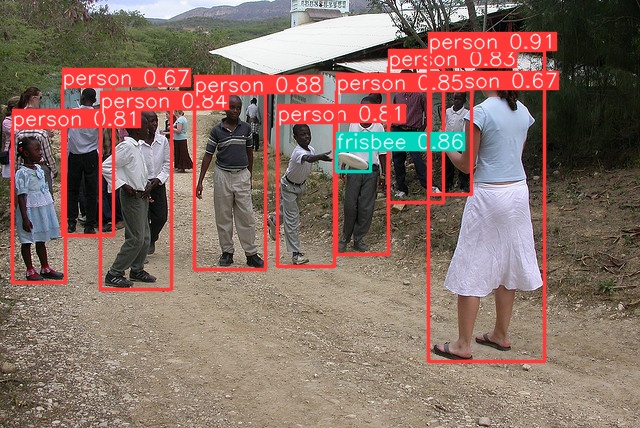 person 0.91
person 0.83
person 0.67
person 0.88
person 0.85
son 0.67
person 0.84
person 0.81
person 0.81
frisbee 0.86